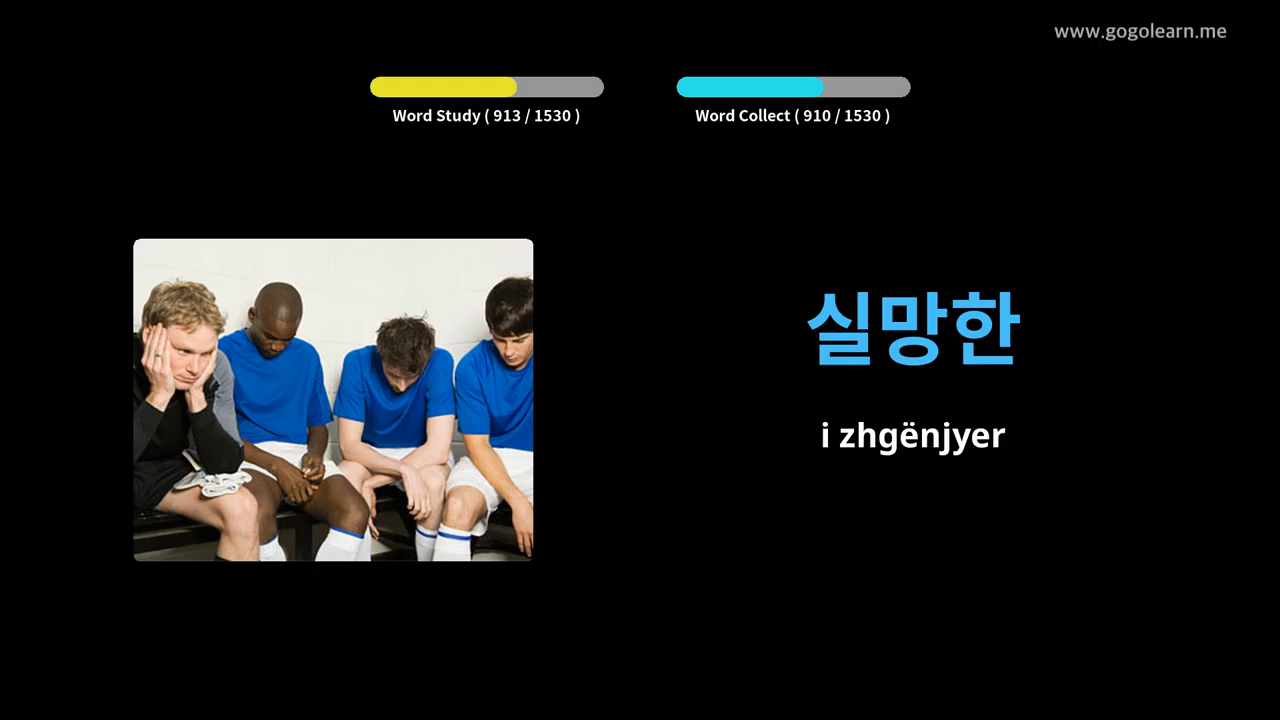 www.gogolearn.me
Word Study ( 913 / 1530 )
Word Collect ( 910 / 1530 )
실망한
i zhgënjyer